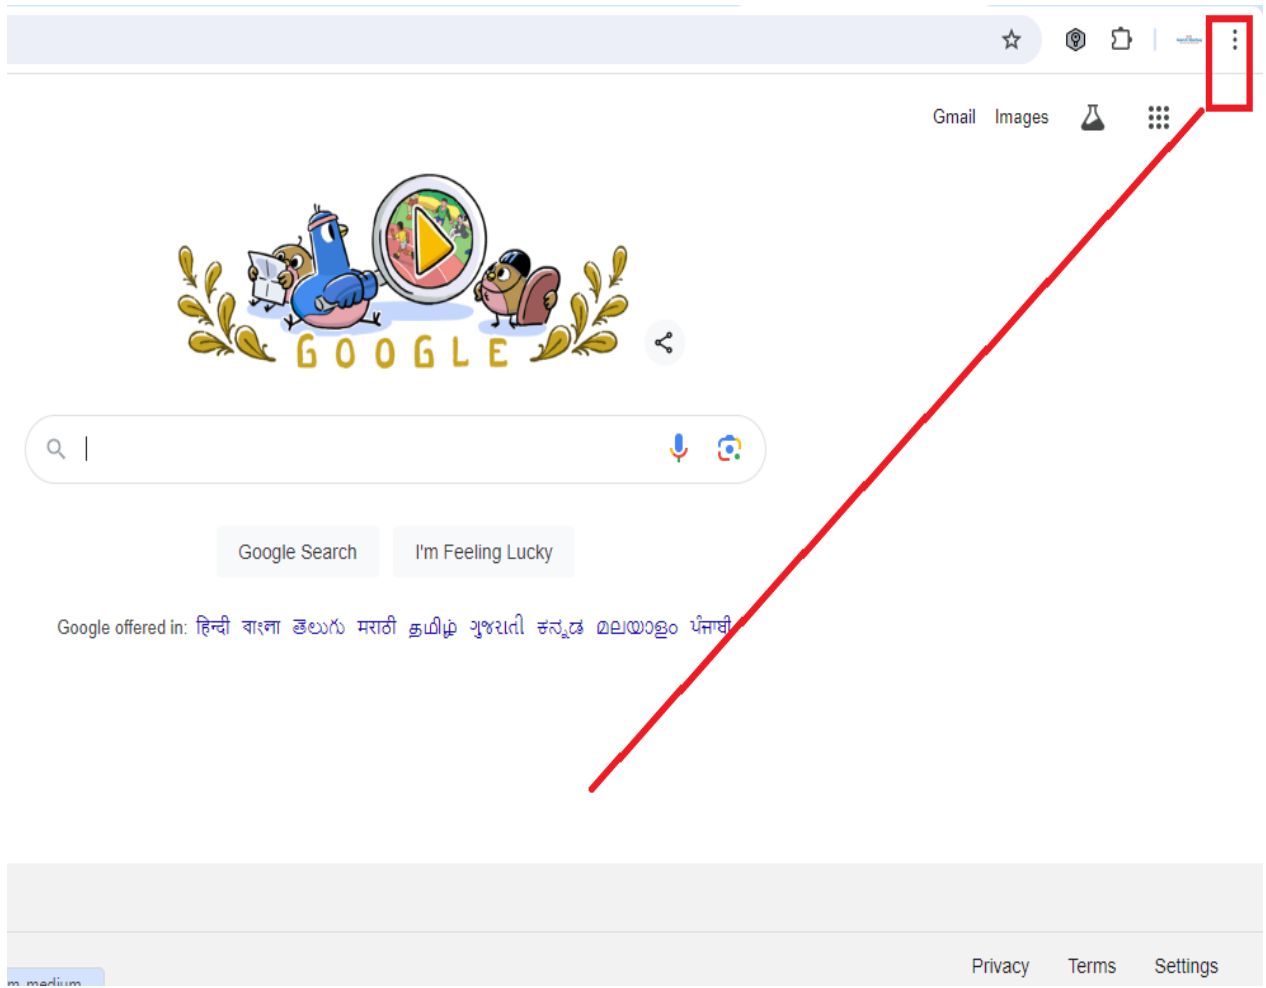 Gmail Images
GOOGLE
Google Search I'm Feeling Lucky
Google offered in: हिन्दी বাংলা తెలుగు मराठी தமிழ் ગુજરાતી ಕನ್ನಡ മലയാളം ਪੰਜਾਬੀ
Privacy Terms Settings
medium